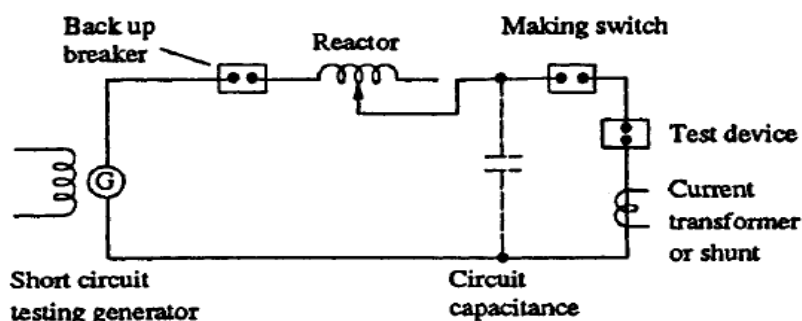 Back up
breaker
Reactor
Making switch
Test device
G
Current
transformer
or shunt
Short circuit
testing generator
Circuit
capacitance